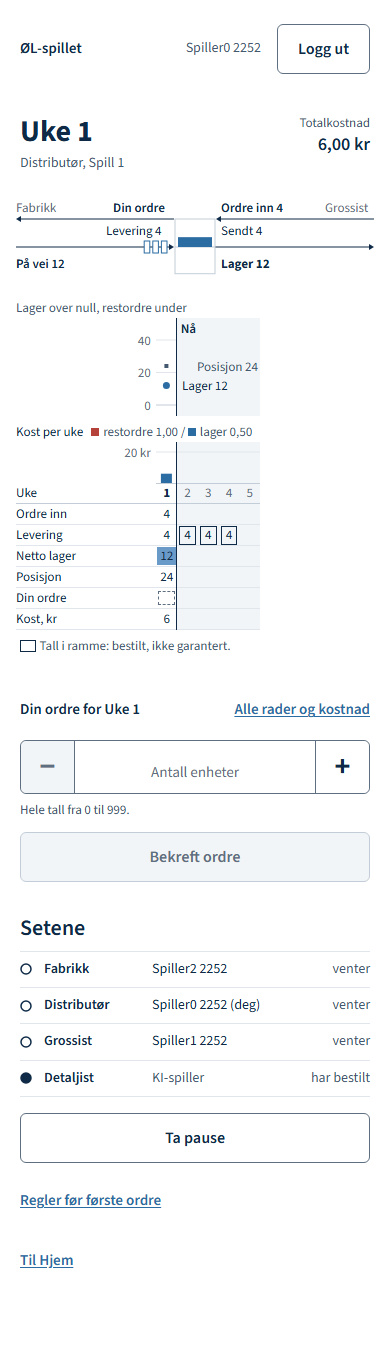 ØL-spillet Spiller0 2252 Logg ut
Uke 1 Totalkostnad
6,00 kr
Distributør, Spill 1
Fabrikk Din ordre Ordre inn 4 Grossist
Levering 4 Sendt 4
På vei 12 Lager 12
Lager over null, restordre under
Nå
40
Posisjon 24
20
Lager 12
0
Kost per uke restordre 1,00 / lager 0,50
20 kr
Uke 1 2 3 4 5
Ordre inn 4
Levering 4 4 4 4
Netto lager 12
Posisjon 24
Din ordre
Kost, kr 6
Tall i ramme: bestilt, ikke garantert.
Din ordre for Uke 1 Alle rader og kostnad
− Antall enheter +
Hele tall fra 0 til 999.
Bekreft ordre
Setene
Fabrikk Spiller2 2252 venter
Distributør Spiller0 2252 (deg) venter
Grossist Spiller1 2252 venter
Detaljist KI-spiller har bestilt
Ta pause
Regler før første ordre
Til Hjem